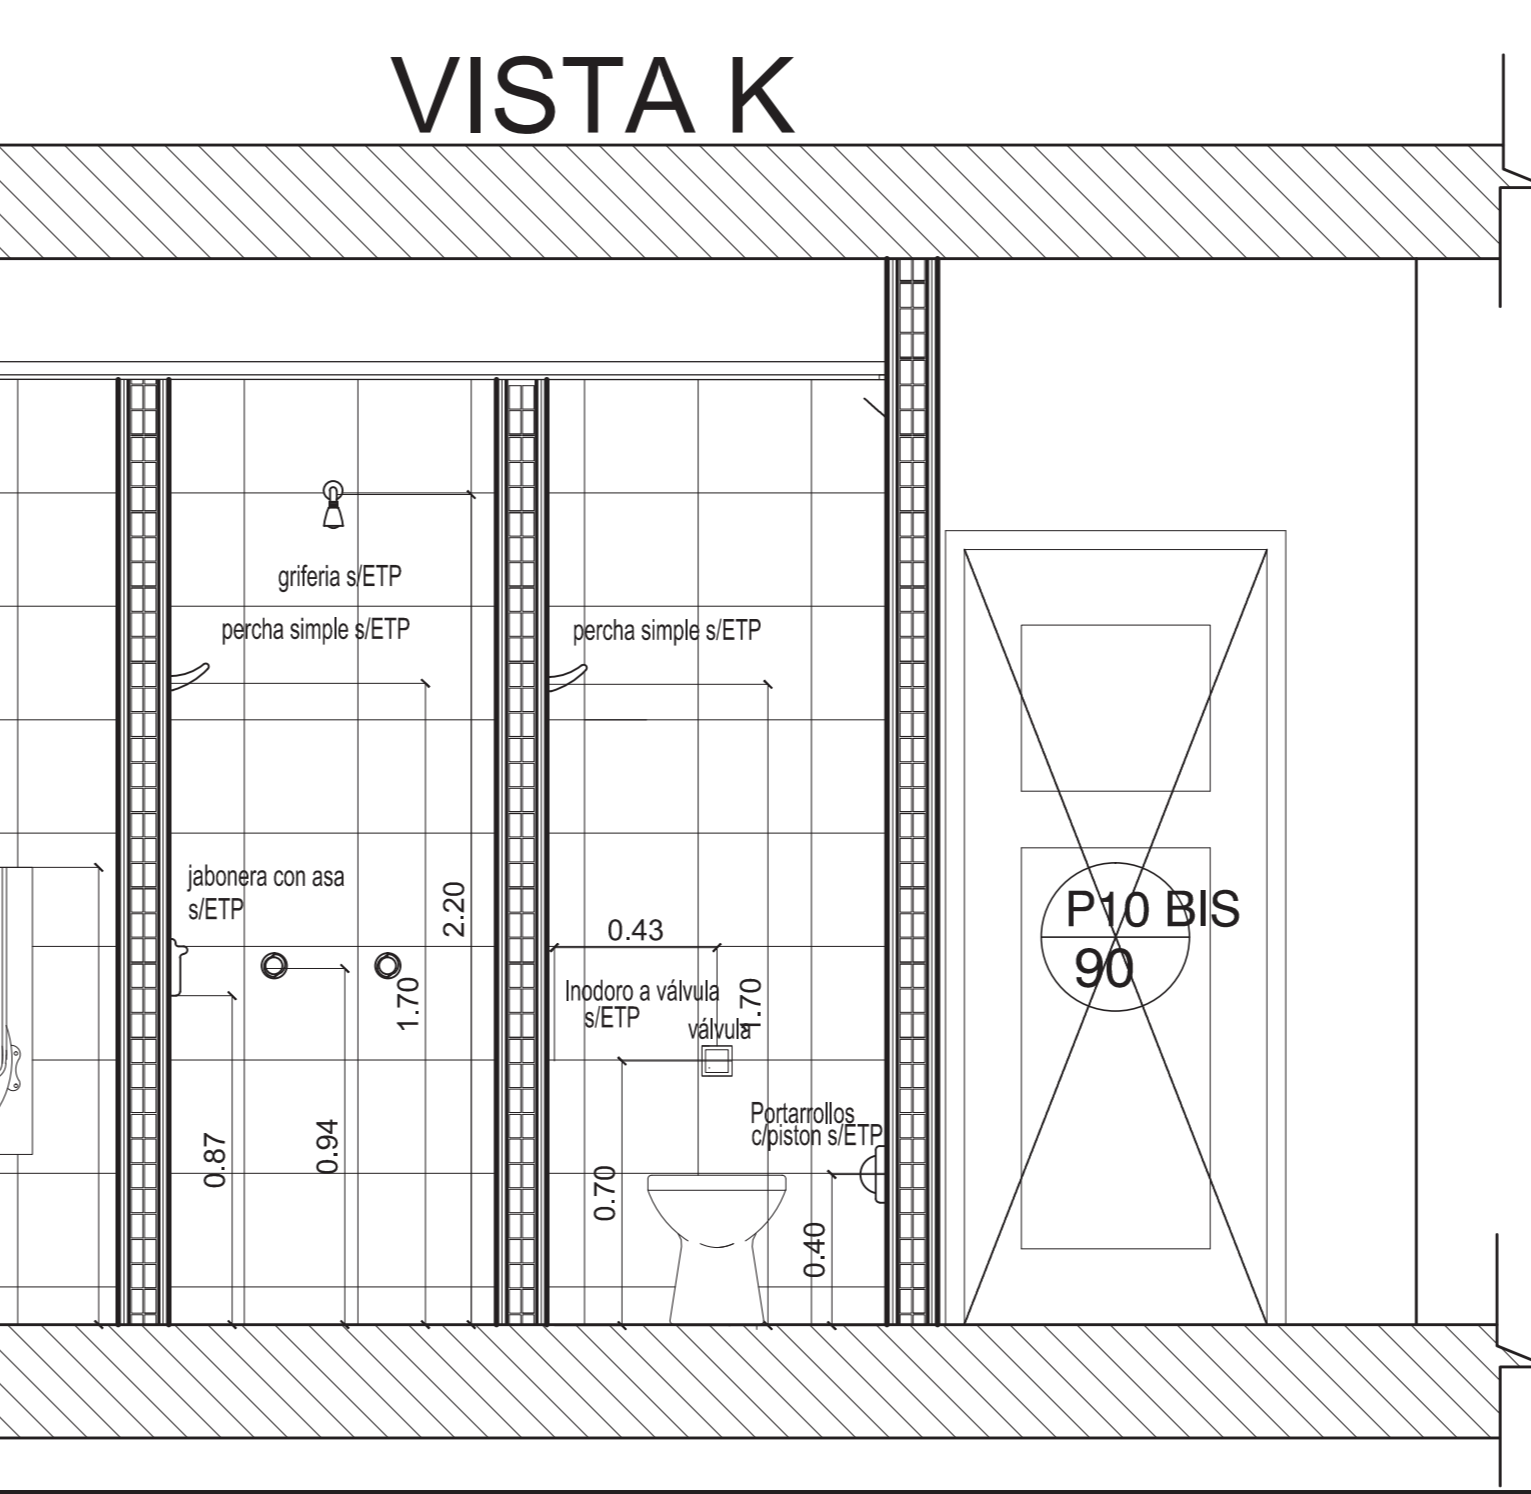 VISTA K
griferia s/ETP
percha simple s/ETP
percha simple s/ETP
jabonera con asa
s/ETP
2.20
0.43
P10 BIS
90
1.70
Inodoro a válvula
s/ETP
1.70
válvula
Portarrollos
c/piston s/ETP
0.87
0.94
0.70
0.40